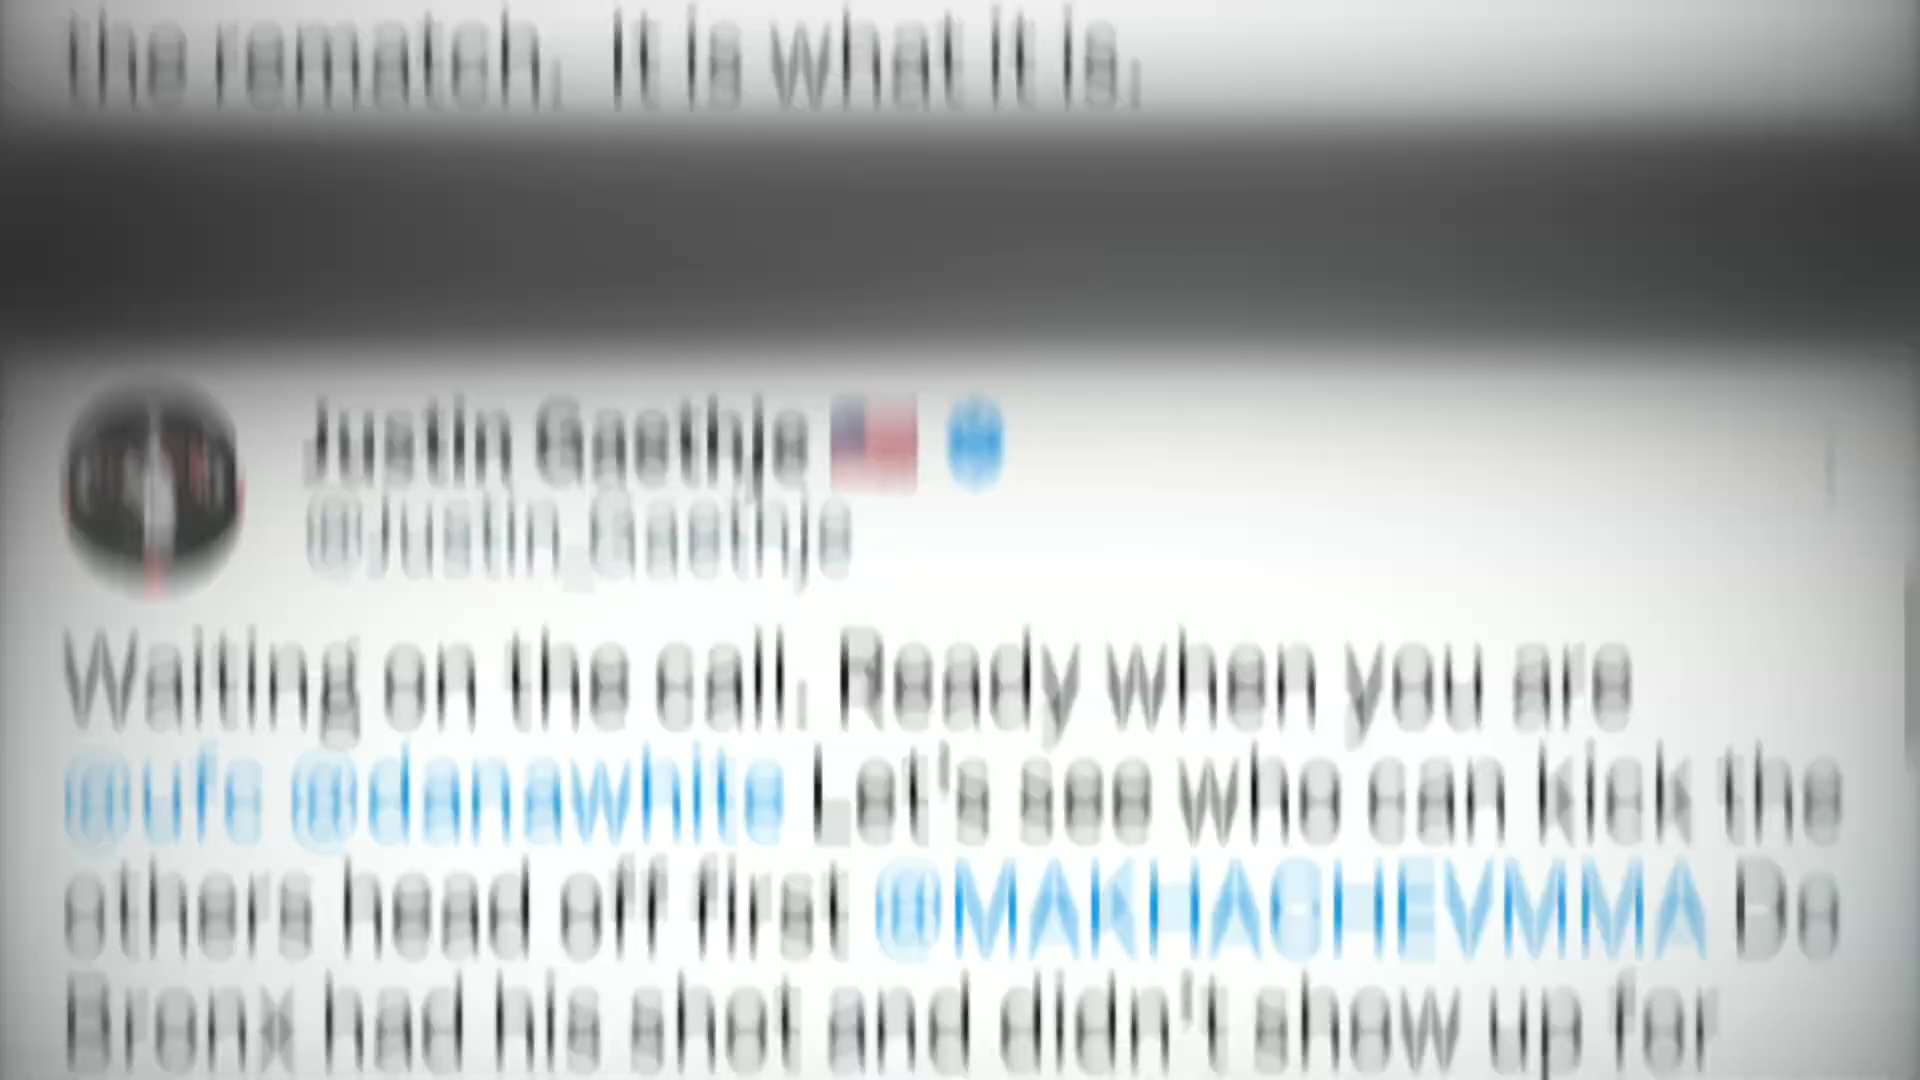 the rematch. It is what it is.
Justin Gaethje
@Justin_Gaethje
Waiting on the call. Ready when you are
@ufc @danawhite Let's see who can kick the
others head off first @MAKHACHEVMMA Do
Bronx had his shot and didn't show up for